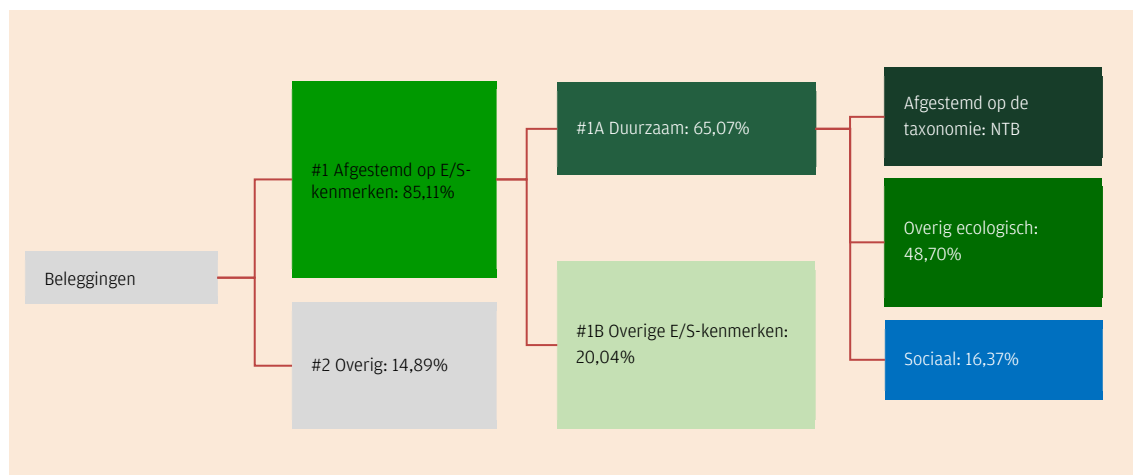 Beleggingen
#1 Afgestemd op E/S-
kenmerken: 85,11%
#2 Overig: 14,89%
#1A Duurzaam: 65,07%
#1B Overige E/S-kenmerken:
20,04%
Afgestemd op de
taxonomie: NTB
Overig ecologisch:
48,70%
Sociaal: 16,37%